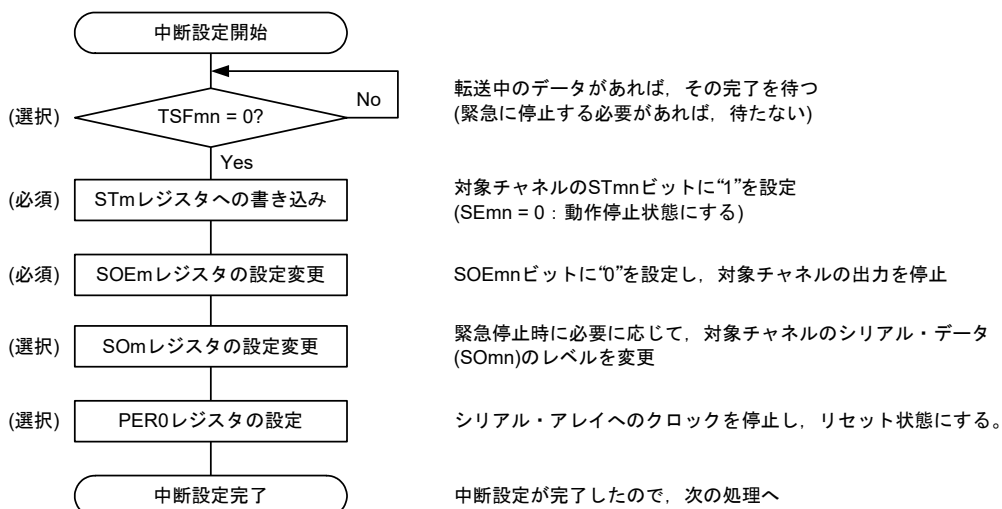 中断設定開始
(選択)
TSFmn = 0?
No
転送中のデータがあれば，その完了を待つ
(緊急に停止する必要があれば，待たない)
Yes
(必須)
STmレジスタへの書き込み
対象チャネルのSTmnビットに“1”を設定
(SEmn = 0：動作停止状態にする)
(必須)
SOEmレジスタの設定変更
SOEmnビットに“0”を設定し，対象チャネルの出力を停止
(選択)
SOmレジスタの設定変更
緊急停止時に必要に応じて，対象チャネルのシリアル・データ
(SOmn)のレベルを変更
(選択)
PER0レジスタの設定
シリアル・アレイへのクロックを停止し，リセット状態にする。
中断設定完了
中断設定が完了したので，次の処理へ